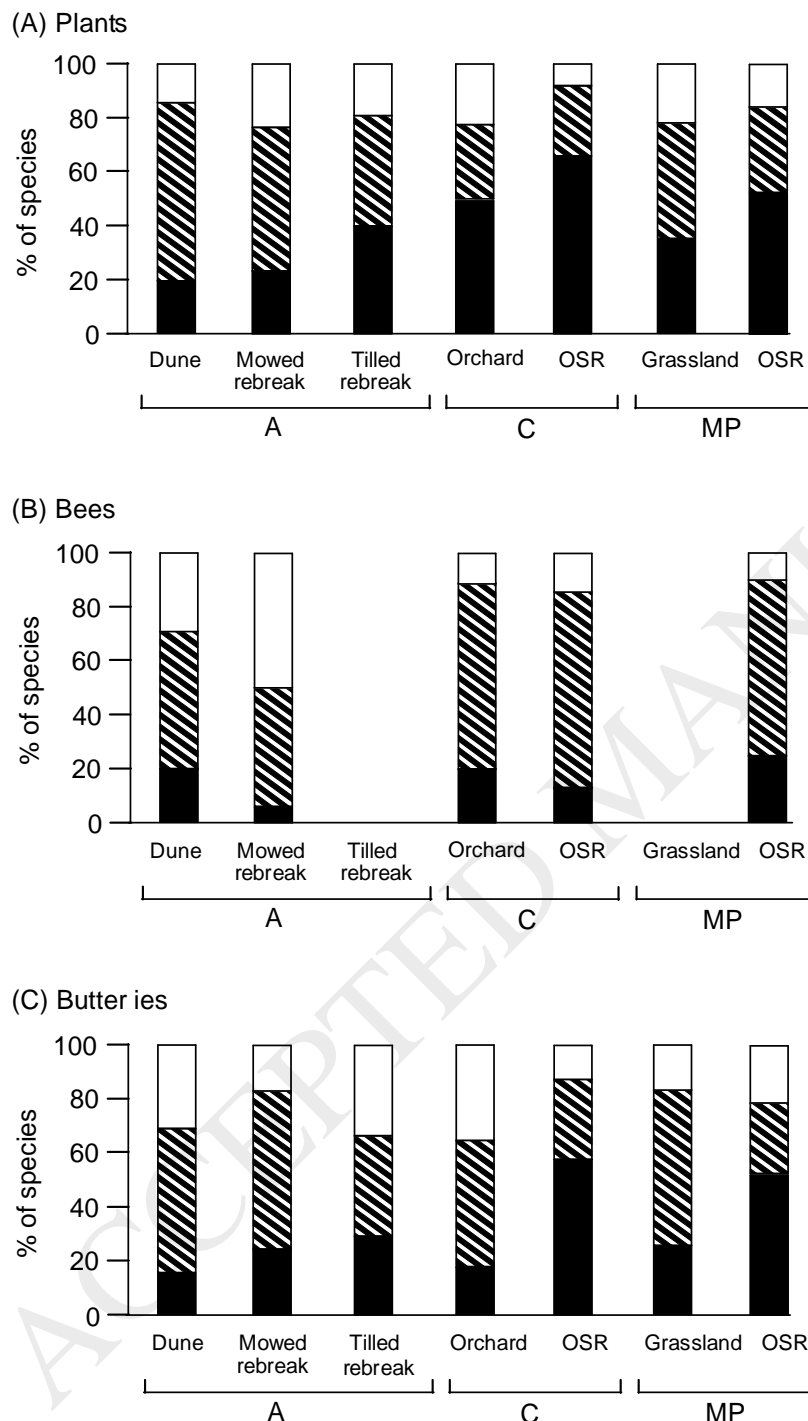 (A) Plants
100
80
60
40
20
0
% of species
Dune
Mowed
rebreak
Tilled
rebreak
Orchard
OSR
Grassland
OSR
A
C
MP
(B) Bees
100
80
60
40
20
0
% of species
Dune
Mowed
rebreak
Tilled
rebreak
Orchard
OSR
Grassland
OSR
A
C
MP
(C) Butter ies
100
80
60
40
20
0
% of species
Dune
Mowed
rebreak
Tilled
rebreak
Orchard
OSR
Grassland
OSR
A
C
MP
ACCEPTED MAN